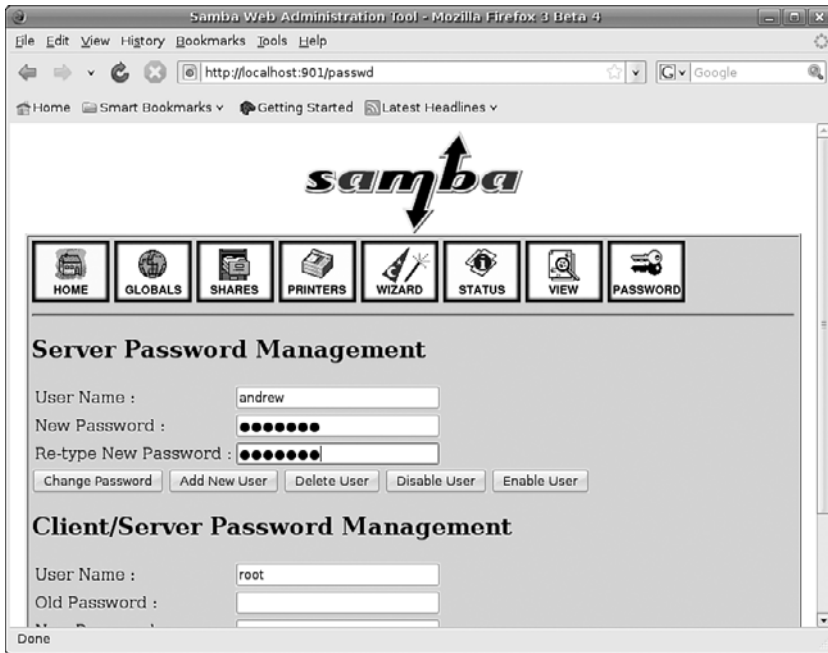 Samba Web Administration Tool - Mozilla Firefox 3 Beta 4
File Edit View History Bookmarks Tools Help
http://localhost:901/passwd
Google
Home Smart Bookmarks Getting Started Latest Headlines
samba
HOME GLOBALS SHARES PRINTERS WIZARD STATUS VIEW PASSWORD
Server Password Management
User Name : andrew
New Password : ●●●●●●●
Re-type New Password : ●●●●●●●
Change Password Add New User Delete User Disable User Enable User
Client/Server Password Management
User Name : root
Old Password :
Done